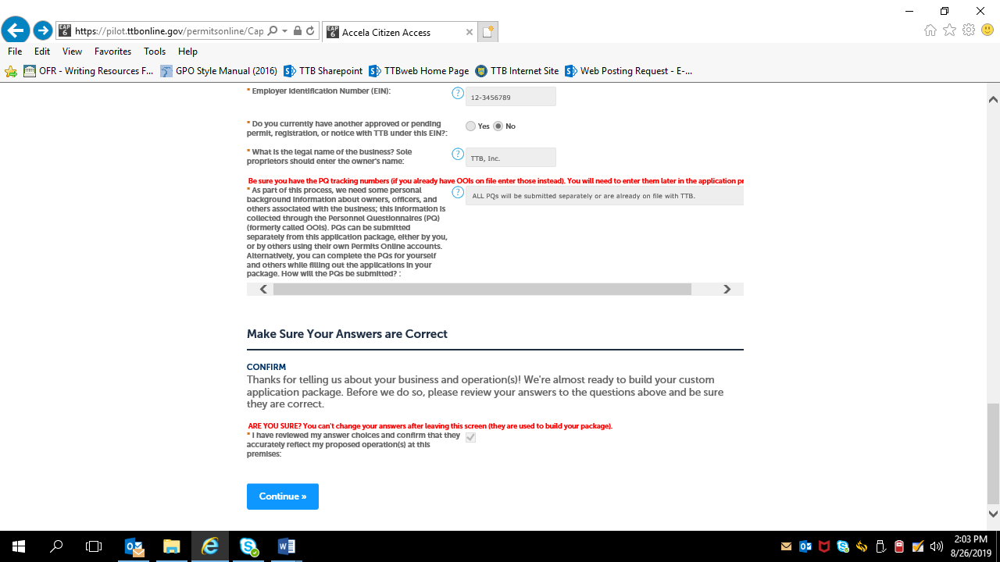 EAP
6
https://pilot.ttbonline.gov/permitsonline/Cap
EAP
6
Accela Citizen Access
File Edit View Favorites Tools Help
OFR - Writing Resources F...
GPO Style Manual (2016)
TTB Sharepoint
TTBweb Home Page
TTB Internet Site
Web Posting Request - E-...
* Employer Identification Number (EIN):
?
12-3456789
* Do you currently have another approved or pending
permit, registration, or notice with TTB under this EIN?:
Yes No
* What is the legal name of the business? Sole
proprietors should enter the owner's name:
?
TTB, Inc.
Be sure you have the PQ tracking numbers (if you already have OOIs on file enter those instead). You will need to enter them later in the application pr
* As part of this process, we need some personal
background information about owners, officers, and
others associated with the business; this information is
collected through the Personnel Questionnaires (PQ)
(formerly called OOIs). PQs can be submitted
separately from this application package, either by you,
or by others using their own Permits Online accounts.
Alternatively, you can complete the PQs for yourself
and others while filling out the applications in your
package. How will the PQs be submitted? :
?
ALL PQs will be submitted separately or are already on file with TTB.
Make Sure Your Answers are Correct
CONFIRM
Thanks for telling us about your business and operation(s)! We're almost ready to build your custom
application package. Before we do so, please review your answers to the questions above and be sure
they are correct.
ARE YOU SURE? You can't change your answers after leaving this screen (they are used to build your package).
* I have reviewed my answer choices and confirm that they
accurately reflect my proposed operation(s) at this
premises:
Continue »
2:03 PM
8/26/2019